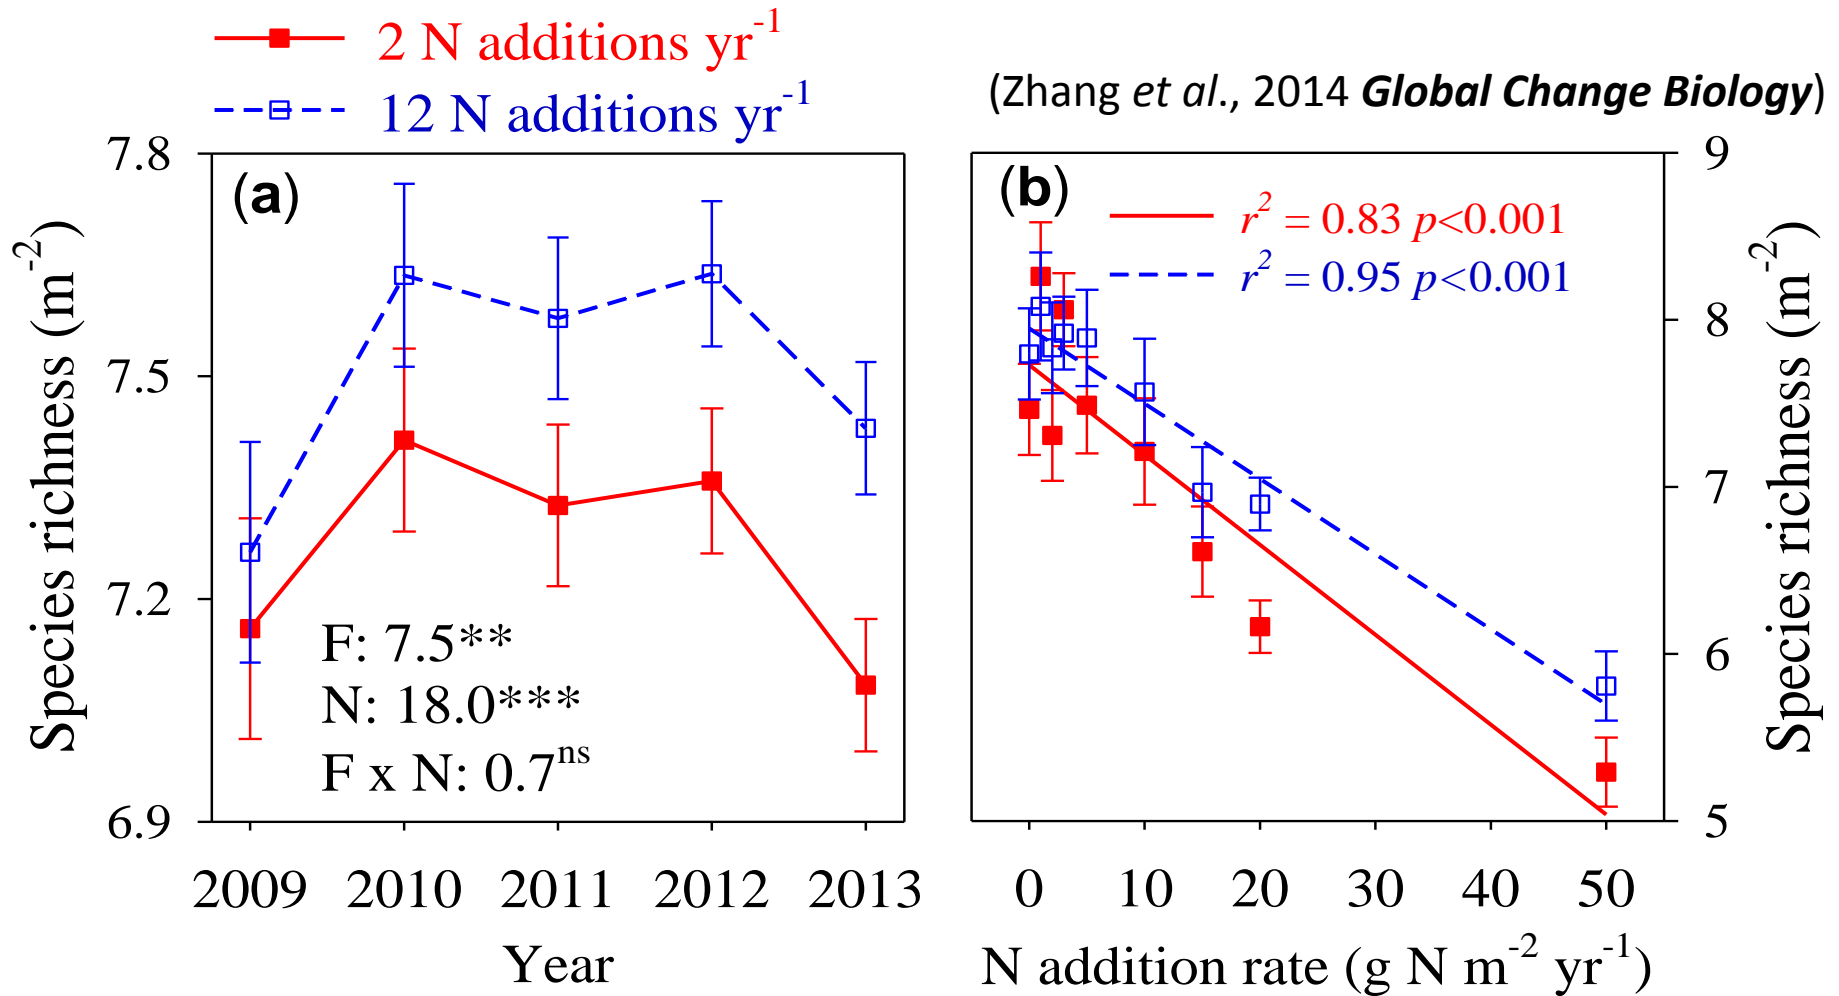 2 N additions yr-1
12 N additions yr-1
(Zhang et al., 2014 Global Change Biology)
(a)
7.8
7.5
7.2
6.9
Species richness (m-2)
F: 7.5**
N: 18.0***
F x N: 0.7ns
2009 2010 2011 2012 2013
Year
(b)
r2 = 0.83 p<0.001
r2 = 0.95 p<0.001
9
8
7
6
5
Species richness (m-2)
0 10 20 30 40 50
N addition rate (g N m-2 yr-1)